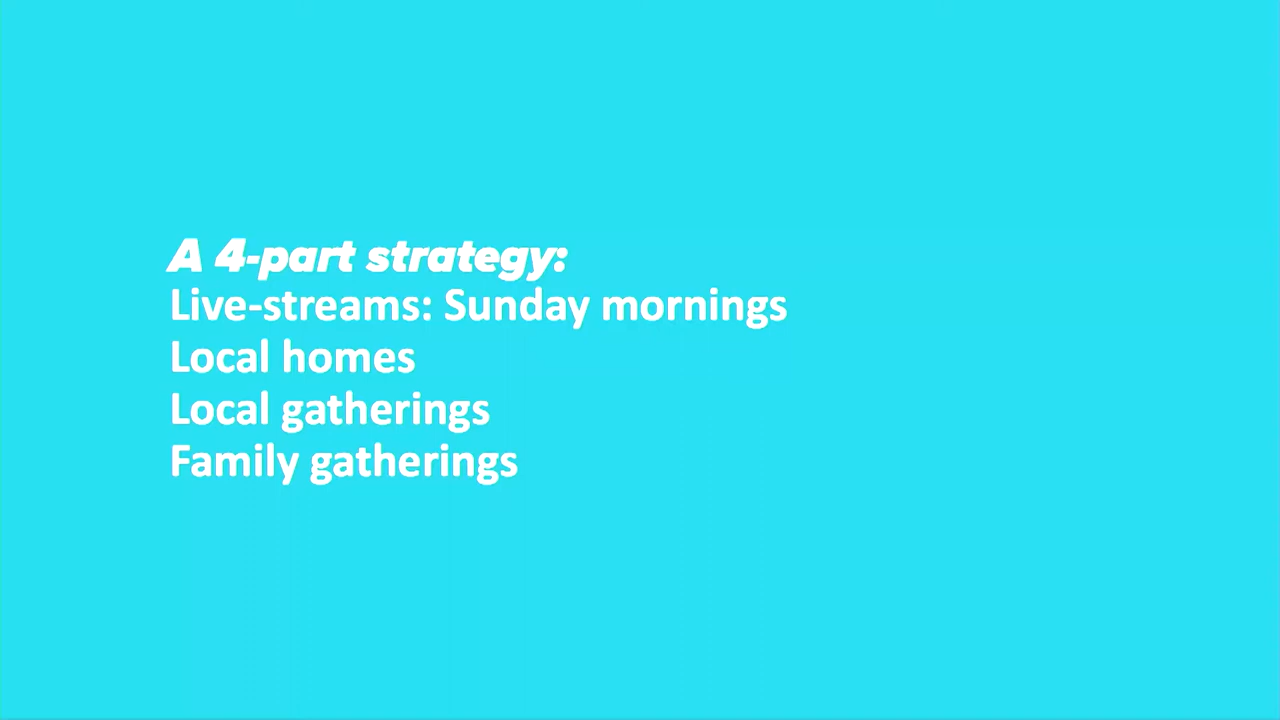 A 4-part strategy:
Live-streams: Sunday mornings
Local homes
Local gatherings
Family gatherings